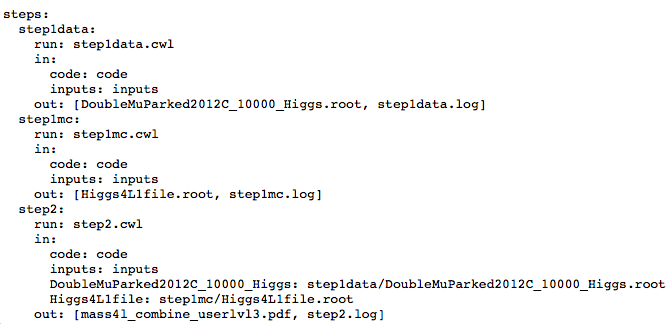 steps:
  step1data:
    run: step1data.cwl
    in:
      code: code
      inputs: inputs
    out: [DoubleMuParked2012C_10000_Higgs.root, step1data.log]
  step1mc:
    run: step1mc.cwl
    in:
      code: code
      inputs: inputs
    out: [Higgs4L1file.root, step1mc.log]
  step2:
    run: step2.cwl
    in:
      code: code
      inputs: inputs
      DoubleMuParked2012C_10000_Higgs: step1data/DoubleMuParked2012C_10000_Higgs.root
      Higgs4L1file: step1mc/Higgs4L1file.root
    out: [mass4l_combine_userlvl3.pdf, step2.log]